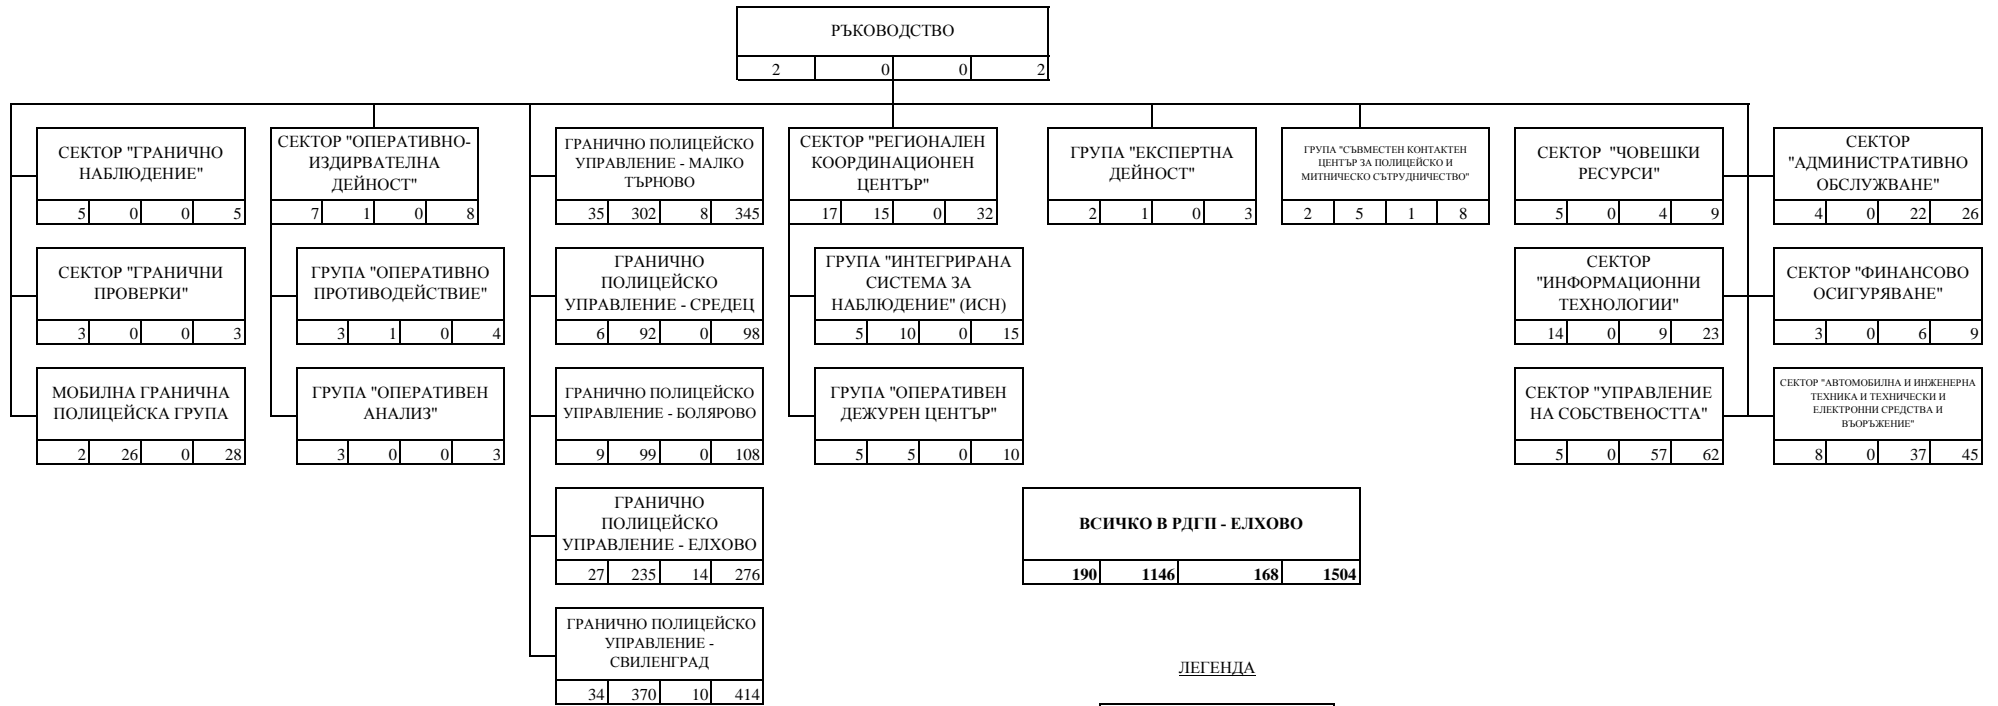 РЪКОВОДСТВО
2 0 0 2
СЕКТОР "ГРАНИЧНО
НАБЛЮДЕНИЕ"
5 0 0 5
СЕКТОР "ОПЕРАТИВНО-
ИЗДИРВАТЕЛНА
ДЕЙНОСТ"
7 1 0 8
ГРАНИЧНО ПОЛИЦЕЙСКО
УПРАВЛЕНИЕ - МАЛКО
ТЪРНОВО
35 302 8 345
СЕКТОР "РЕГИОНАЛЕН
КООРДИНАЦИОНЕН
ЦЕНТЪР"
17 15 0 32
ГРУПА "ЕКСПЕРТНА
ДЕЙНОСТ"
2 1 0 3
ГРУПА "СЪВМЕСТЕН КОНТАКТЕН
ЦЕНТЪР ЗА ПОЛИЦЕЙСКО И
МИТНИЧЕСКО СЪТРУДНИЧЕСТВО"
2 5 1 8
СЕКТОР "ЧОВЕШКИ
РЕСУРСИ"
5 0 4 9
СЕКТОР
"АДМИНИСТРАТИВНО
ОБСЛУЖВАНЕ"
4 0 22 26
СЕКТОР "ГРАНИЧНИ
ПРОВЕРКИ"
3 0 0 3
ГРУПА "ОПЕРАТИВНО
ПРОТИВОДЕЙСТВИЕ"
3 1 0 4
ГРАНИЧНО
ПОЛИЦЕЙСКО
УПРАВЛЕНИЕ - СРЕДЕЦ
6 92 0 98
ГРУПА "ИНТЕГРИРАНА
СИСТЕМА ЗА
НАБЛЮДЕНИЕ" (ИСН)
5 10 0 15
СЕКТОР
"ИНФОРМАЦИОННИ
ТЕХНОЛОГИИ"
14 0 9 23
СЕКТОР "ФИНАНСОВО
ОСИГУРЯВАНЕ"
3 0 6 9
МОБИЛНА ГРАНИЧНА
ПОЛИЦЕЙСКА ГРУПА
2 26 0 28
ГРУПА "ОПЕРАТИВЕН
АНАЛИЗ"
3 0 0 3
ГРАНИЧНО ПОЛИЦЕЙСКО
УПРАВЛЕНИЕ - БОЛЯРОВО
9 99 0 108
ГРУПА "ОПЕРАТИВЕН
ДЕЖУРЕН ЦЕНТЪР"
5 5 0 10
СЕКТОР "УПРАВЛЕНИЕ
НА СОБСТВЕНОСТТА"
5 0 57 62
СЕКТОР "АВТОМОБИЛНА И ИНЖЕНЕРНА
ТЕХНИКА И ТЕХНИЧЕСКИ И
ЕЛЕКТРОННИ СРЕДСТВА И
ВЪОРЪЖЕНИЕ"
8 0 37 45
ГРАНИЧНО
ПОЛИЦЕЙСКО
УПРАВЛЕНИЕ - ЕЛХОВО
27 235 14 276
ВСИЧКО В РДГП - ЕЛХОВО
190 1146 168 1504
ГРАНИЧНО ПОЛИЦЕЙСКО
УПРАВЛЕНИЕ -
СВИЛЕНГРАД
34 370 10 414
ЛЕГЕНДА